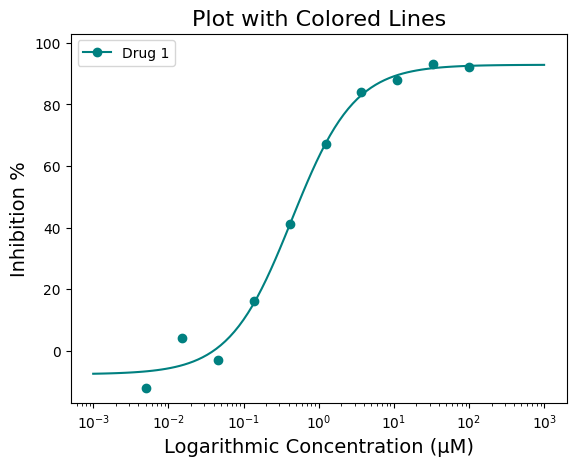 Plot with Colored Lines
Drug 1
100
80
60
40
20
0
Inhibition %
10⁻³ 10⁻² 10⁻¹ 10⁰ 10¹ 10² 10³
Logarithmic Concentration (µM)